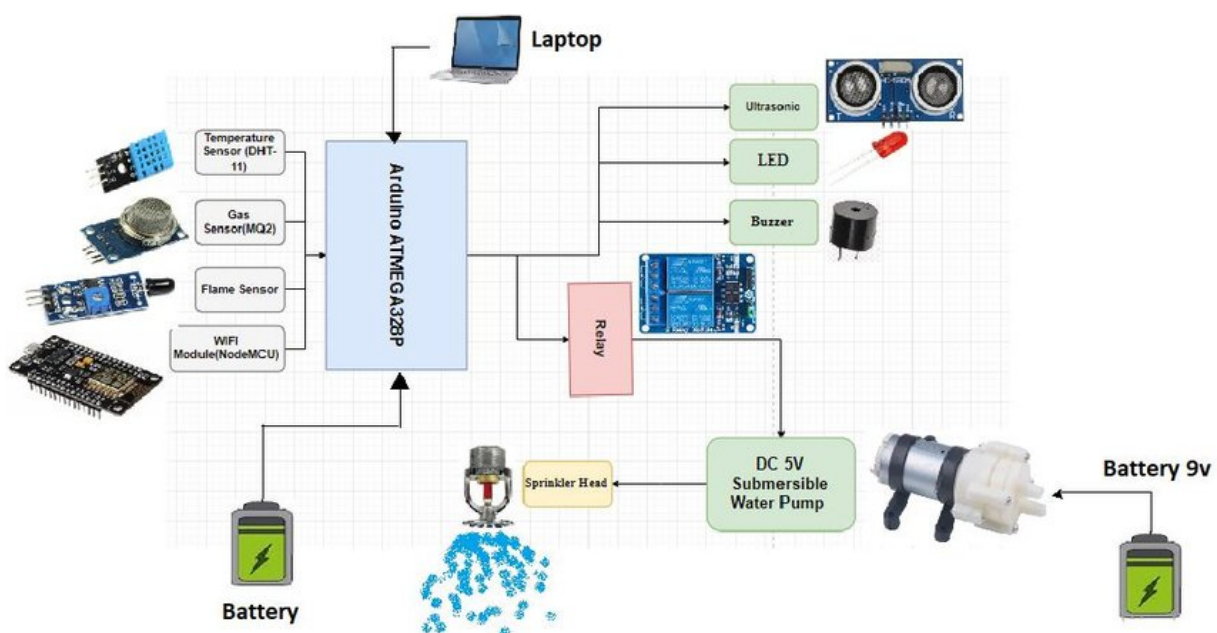 Laptop
Temperature
Sensor (DHT-
11)
Gas
Sensor(MQ2)
Flame Sensor
WIFI
Module(NodeMCU)
Arduino ATMEGA328P
Ultrasonic
LED
Buzzer
Relay
DC 5V
Submersible
Water Pump
Sprinkler Head
Battery 9v
Battery